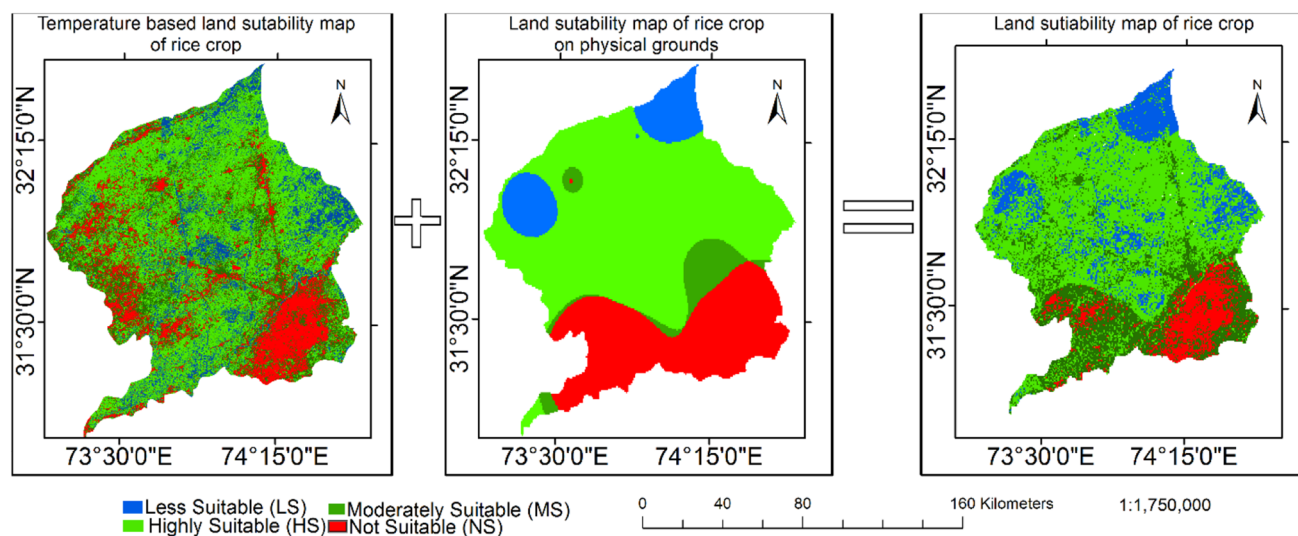 Temperature based land sutability map
of rice crop
N
32°15'0"N
31°30'0"N
73°30'0"E 74°15'0"E
Land sutability map of rice crop
on physical grounds
N
32°15'0"N
31°30'0"N
73°30'0"E 74°15'0"E
Land sutiability map of rice crop
N
32°15'0"N
31°30'0"N
73°30'0"E 74°15'0"E
Less Suitable (LS) Moderately Suitable (MS)
Highly Suitable (HS) Not Suitable (NS)
0 40 80 160 Kilometers
1:1,750,000